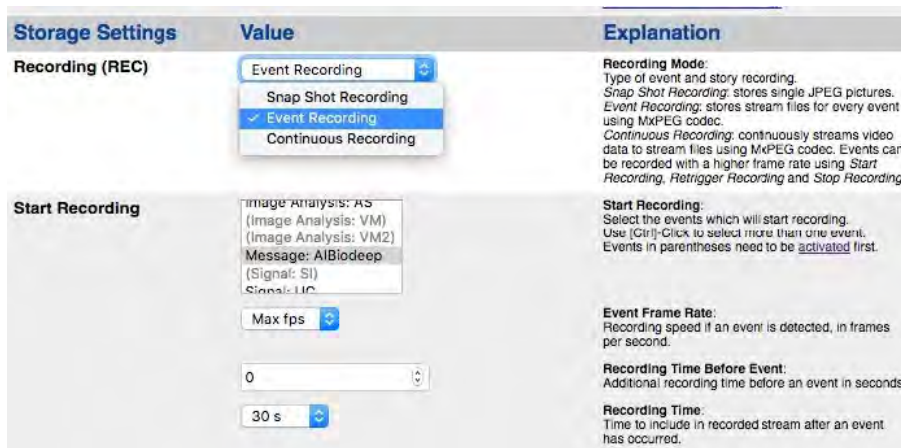 Storage Settings Value Explanation
Recording (REC)
Event Recording
Snap Shot Recording
✓ Event Recording
Continuous Recording
Recording Mode:
Type of event and story recording.
Snap Shot Recording: stores single JPEG pictures.
Event Recording: stores stream files for every event
using MxPEG codec.
Continuous Recording: continuously streams video
data to stream files using MxPEG codec. Events can
be recorded with a higher frame rate using Start
Recording, Retrigger Recording and Stop Recording
Start Recording
Image Analysis: AS
(Image Analysis: VM)
(Image Analysis: VM2)
Message: AIBiodeep
(Signal: SI)
Signal: UC
Start Recording:
Select the events which will start recording.
Use [Ctrl]-Click to select more than one event.
Events in parentheses need to be activated first.
Max fps
Event Frame Rate:
Recording speed if an event is detected, in frames
per second.
0
Recording Time Before Event:
Additional recording time before an event in seconds
30 s
Recording Time:
Time to include in recorded stream after an event
has occurred.